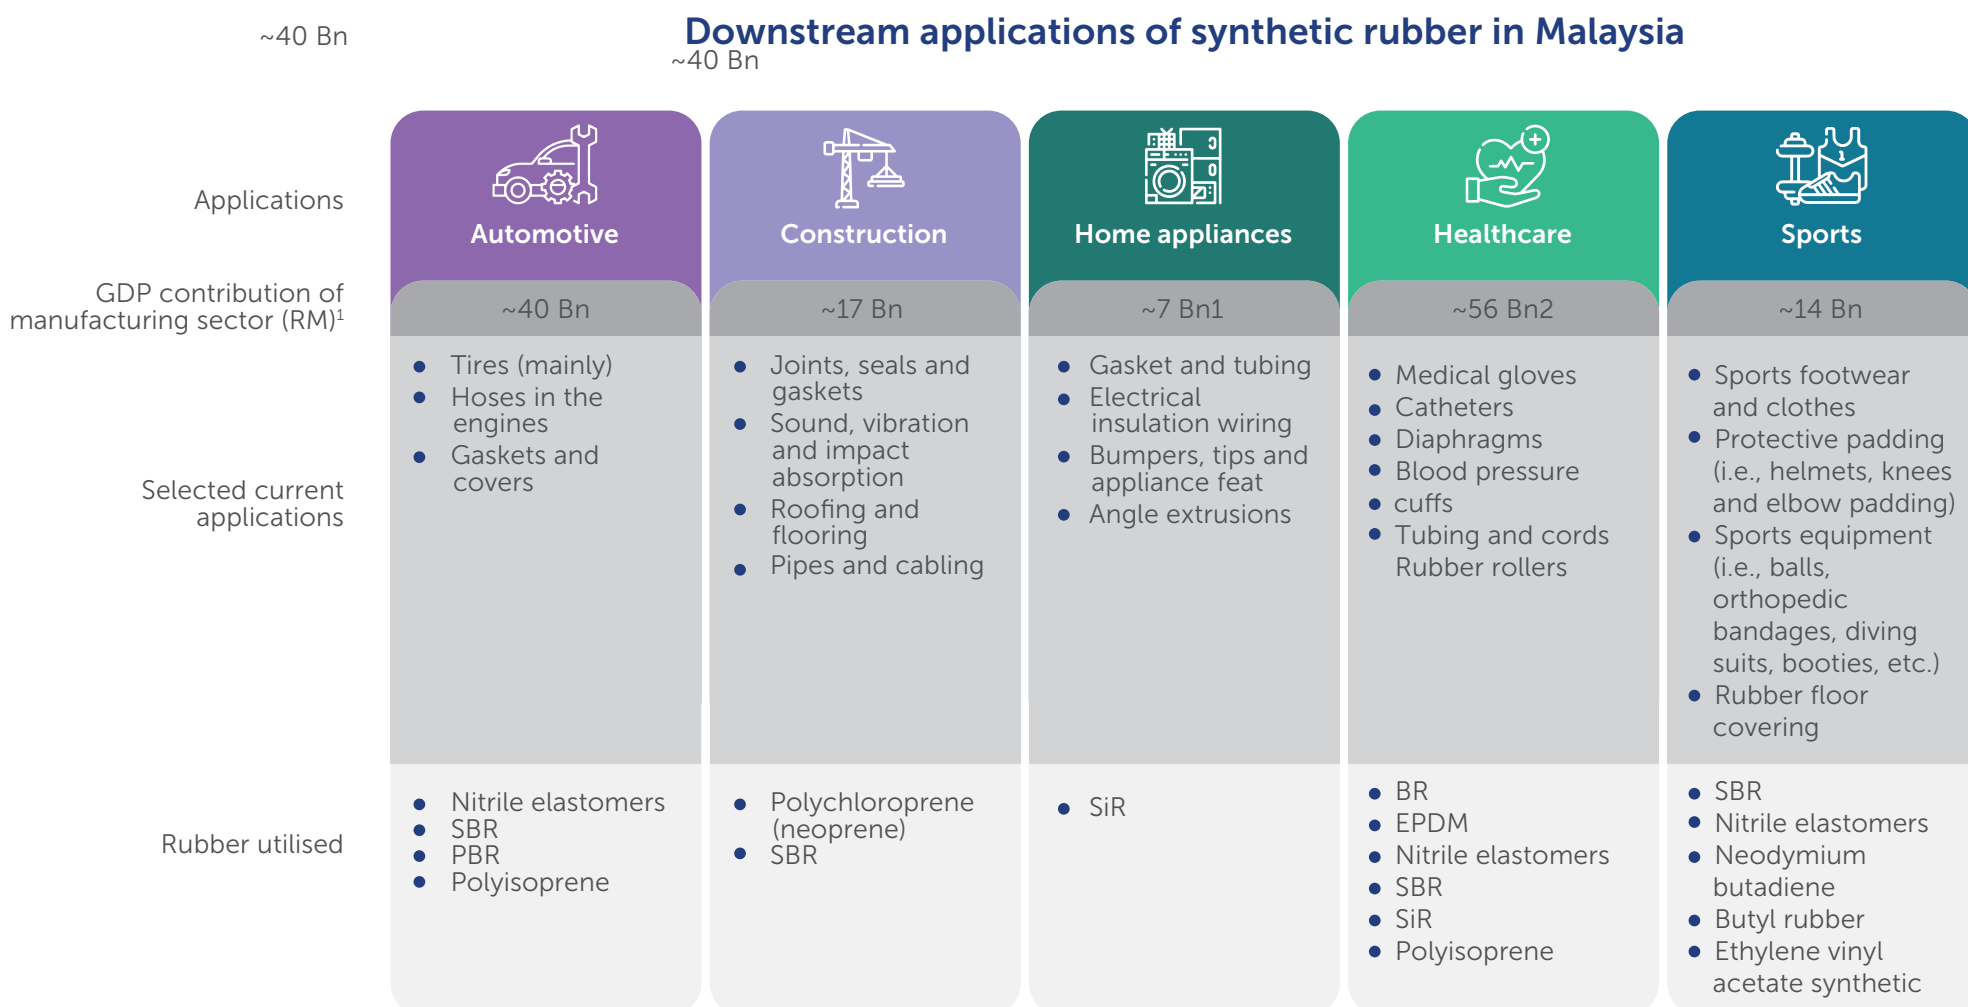 ~40 Bn
Downstream applications of synthetic rubber in Malaysia
~40 Bn
Applications
Automotive
Construction
Home appliances
Healthcare
1
Sports
GDP contribution of
manufacturing sector (RM)1
~40 Bn
~17 Bn
~7 Bn1
~56 Bn2
~14 Bn
Selected current
applications
Tires (mainly)
Hoses in the
engines
Gaskets and
covers
Joints, seals and
gaskets
Sound, vibration
and impact
absorption
Roofing and
flooring
Pipes and cabling
Gasket and tubing
Electrical
insulation wiring
Bumpers, tips and
appliance feat
Angle extrusions
Medical gloves
Catheters
Diaphragms
Blood pressure
cuffs
Tubing and cords
Rubber rollers
Sports footwear
and clothes
Protective padding
(i.e., helmets, knees
and elbow padding)
Sports equipment
(i.e., balls,
orthopedic
bandages, diving
suits, booties, etc.)
Rubber floor
covering
Rubber utilised
Nitrile elastomers
SBR
PBR
Polyisoprene
Polychloroprene
(neoprene)
SBR
SiR
BR
EPDM
Nitrile elastomers
SBR
SiR
Polyisoprene
SBR
Nitrile elastomers
Neodymium
butadiene
Butyl rubber
Ethylene vinyl
acetate synthetic